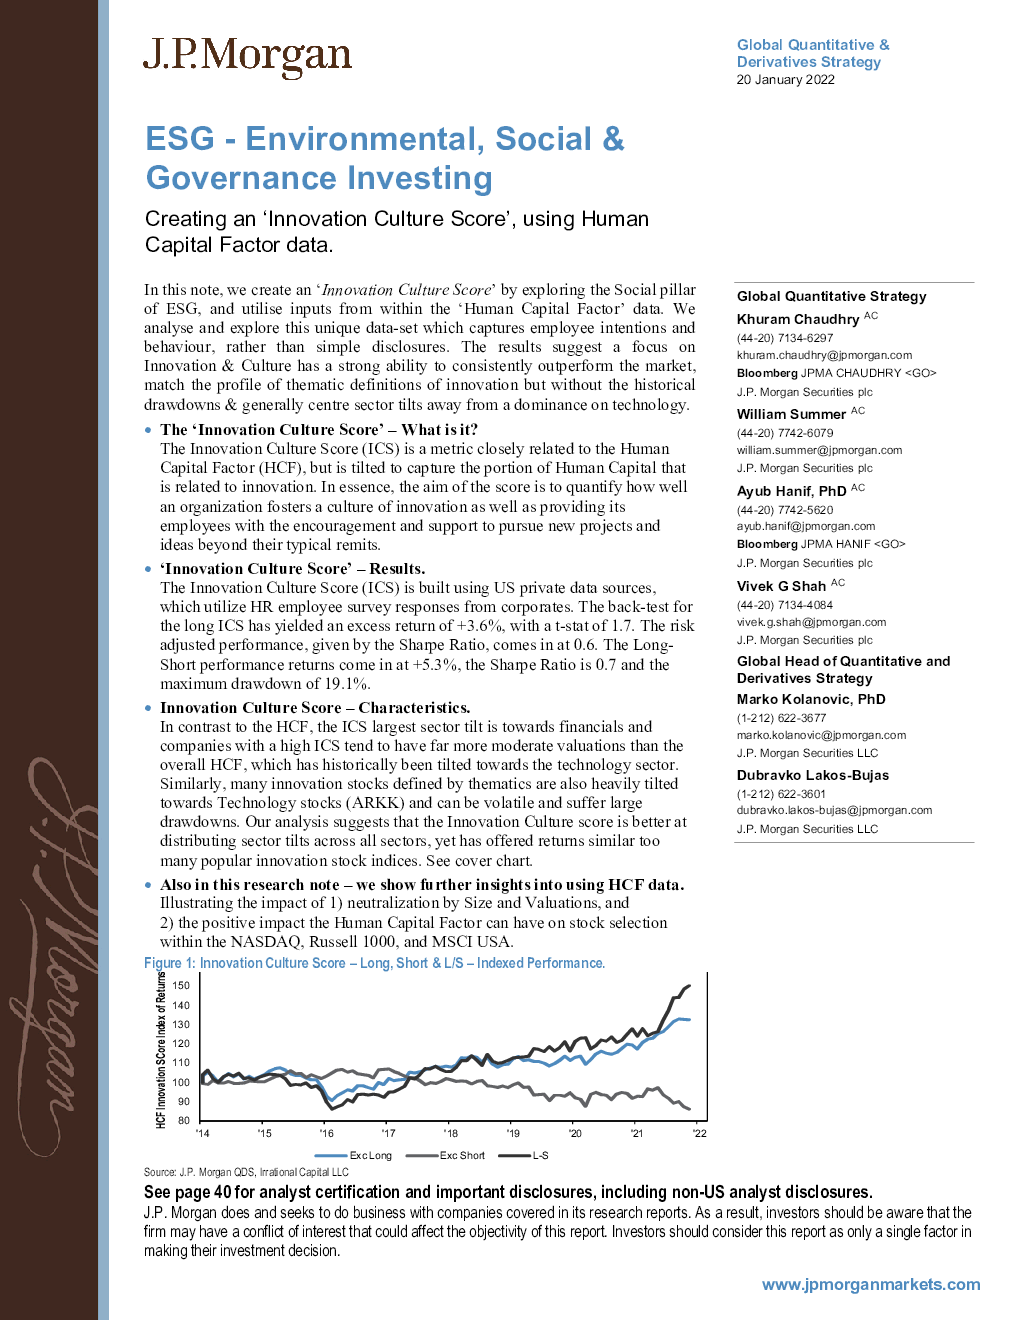 J.P.Morgan
Global Quantitative &
Derivatives Strategy
20 January 2022
ESG - Environmental, Social &
Governance Investing
Creating an ‘Innovation Culture Score’, using Human
Capital Factor data.
In this note, we create an ‘Innovation Culture Score’ by exploring the Social pillar
of ESG, and utilise inputs from within the ‘Human Capital Factor’ data. We
analyse and explore this unique data-set which captures employee intentions and
behaviour, rather than simple disclosures. The results suggest a focus on
Innovation & Culture has a strong ability to consistently outperform the market,
match the profile of thematic definitions of innovation but without the historical
drawdowns & generally centre sector tilts away from a dominance on technology.
• The ‘Innovation Culture Score’ – What is it?
The Innovation Culture Score (ICS) is a metric closely related to the Human
Capital Factor (HCF), but is tilted to capture the portion of Human Capital that
is related to innovation. In essence, the aim of the score is to quantify how well
an organization fosters a culture of innovation as well as providing its
employees with the encouragement and support to pursue new projects and
ideas beyond their typical remits.
• ‘Innovation Culture Score’ – Results.
The Innovation Culture Score (ICS) is built using US private data sources,
which utilize HR employee survey responses from corporates. The back-test for
the long ICS has yielded an excess return of +3.6%, with a t-stat of 1.7. The risk
adjusted performance, given by the Sharpe Ratio, comes in at 0.6. The Long-
Short performance returns come in at +5.3%, the Sharpe Ratio is 0.7 and the
maximum drawdown of 19.1%.
• Innovation Culture Score – Characteristics.
In contrast to the HCF, the ICS largest sector tilt is towards financials and
companies with a high ICS tend to have far more moderate valuations than the
overall HCF, which has historically been tilted towards the technology sector.
Similarly, many innovation stocks defined by thematics are also heavily tilted
towards Technology stocks (ARKK) and can be volatile and suffer large
drawdowns. Our analysis suggests that the Innovation Culture score is better at
distributing sector tilts across all sectors, yet has offered returns similar too
many popular innovation stock indices. See cover chart.
• Also in this research note – we show further insights into using HCF data.
Illustrating the impact of 1) neutralization by Size and Valuations, and
2) the positive impact the Human Capital Factor can have on stock selection
within the NASDAQ, Russell 1000, and MSCI USA.
Global Quantitative Strategy
Khuram Chaudhry AC
(44-20) 7134-6297
khuram.chaudhry@jpmorgan.com
Bloomberg JPMA CHAUDHRY <GO>
J.P. Morgan Securities plc
William Summer AC
(44-20) 7742-6079
william.summer@jpmorgan.com
J.P. Morgan Securities plc
Ayub Hanif, PhD AC
(44-20) 7742-5620
ayub.hanif@jpmorgan.com
Bloomberg JPMA HANIF <GO>
J.P. Morgan Securities plc
Vivek G Shah AC
(44-20) 7134-4084
vivek.g.shah@jpmorgan.com
J.P. Morgan Securities plc
Global Head of Quantitative and
Derivatives Strategy
Marko Kolanovic, PhD
(1-212) 622-3677
marko.kolanovic@jpmorgan.com
J.P. Morgan Securities LLC
Dubravko Lakos-Bujas
(1-212) 622-3601
dubravko.lakos-bujas@jpmorgan.com
J.P. Morgan Securities LLC
Figure 1: Innovation Culture Score – Long, Short & L/S – Indexed Performance.
HCF Innovation SCore Index of Returns
150
140
130
120
110
100
90
80
'14 '15 '16 '17 '18 '19 '20 '21 '22
Exc Long Exc Short L-S
Source: J.P. Morgan QDS, Irrational Capital LLC
See page 40 for analyst certification and important disclosures, including non-US analyst disclosures.
J.P. Morgan does and seeks to do business with companies covered in its research reports. As a result, investors should be aware that the
firm may have a conflict of interest that could affect the objectivity of this report. Investors should consider this report as only a single factor in
making their investment decision.
www.jpmorganmarkets.com
J.P. Morgan